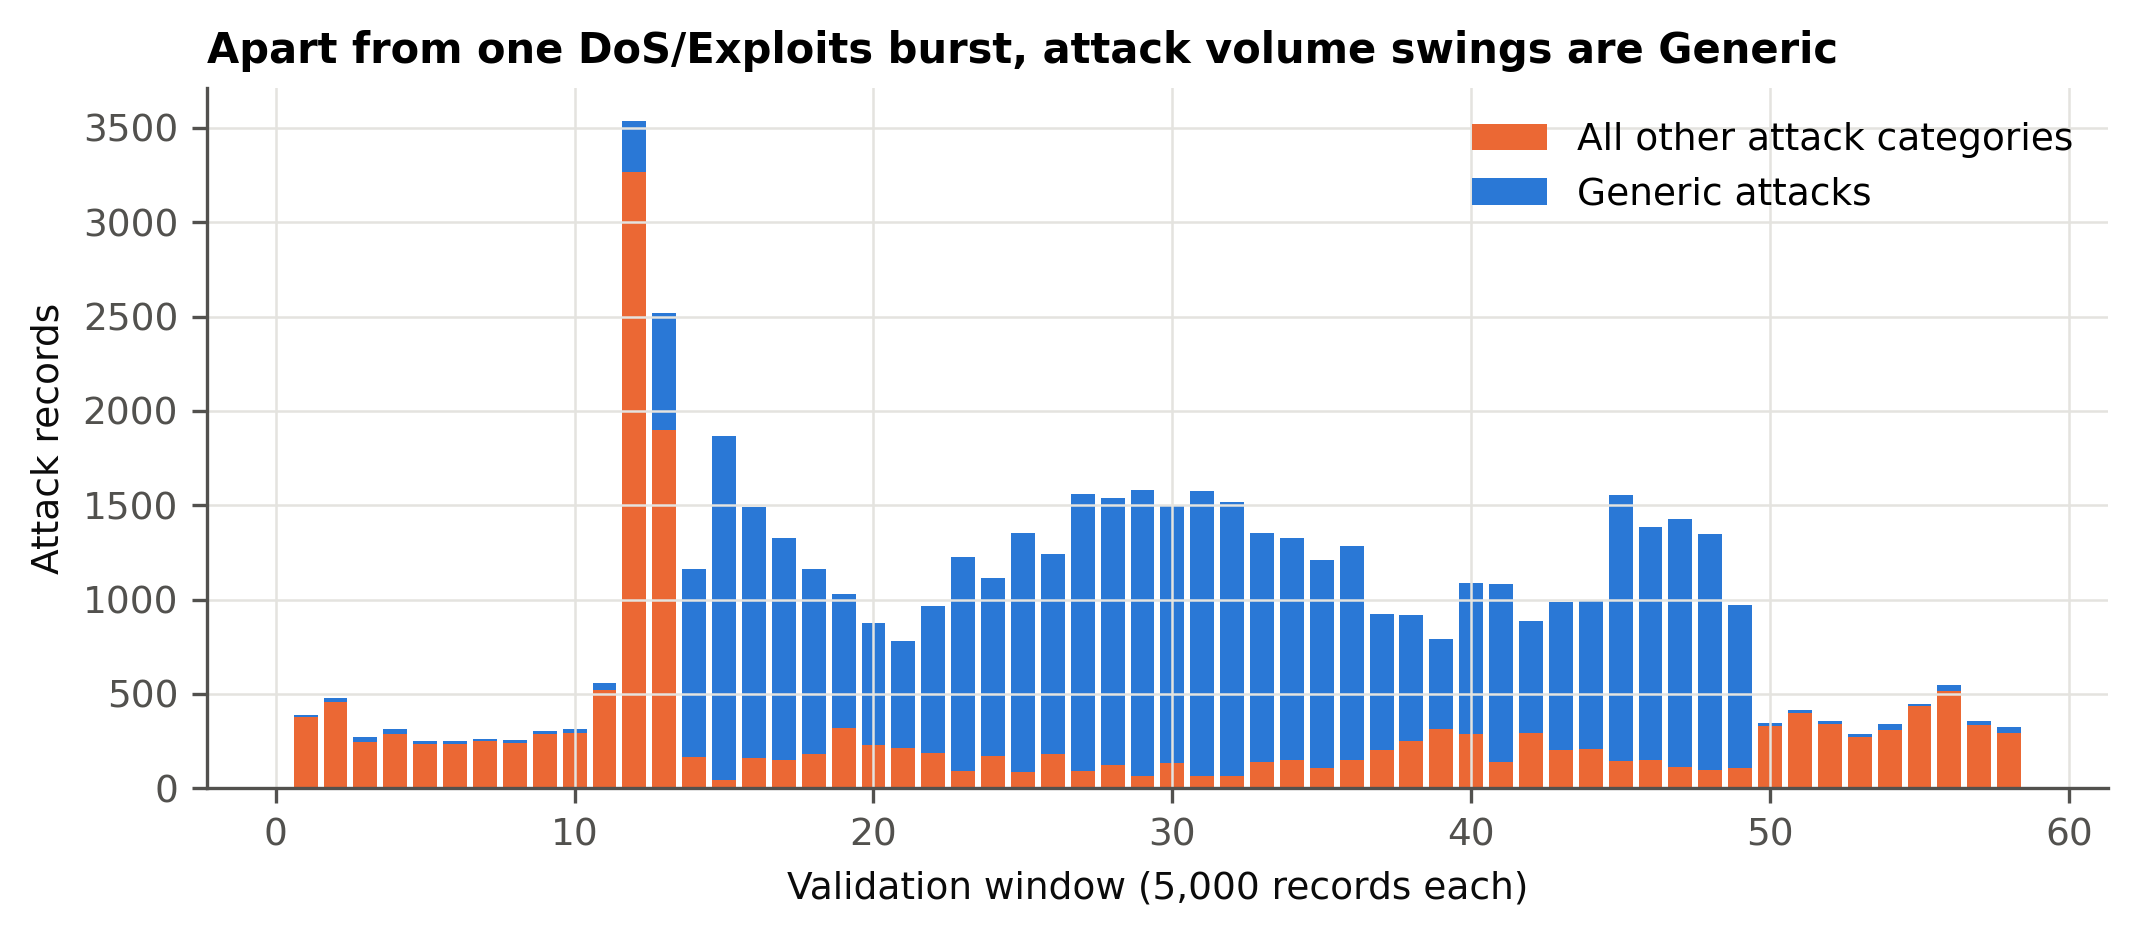 Apart from one DoS/Exploits burst, attack volume swings are Generic
All other attack categories
Generic attacks
Attack records
3500
3000
2500
2000
1500
1000
500
0
0 10 20 30 40 50 60
Validation window (5,000 records each)